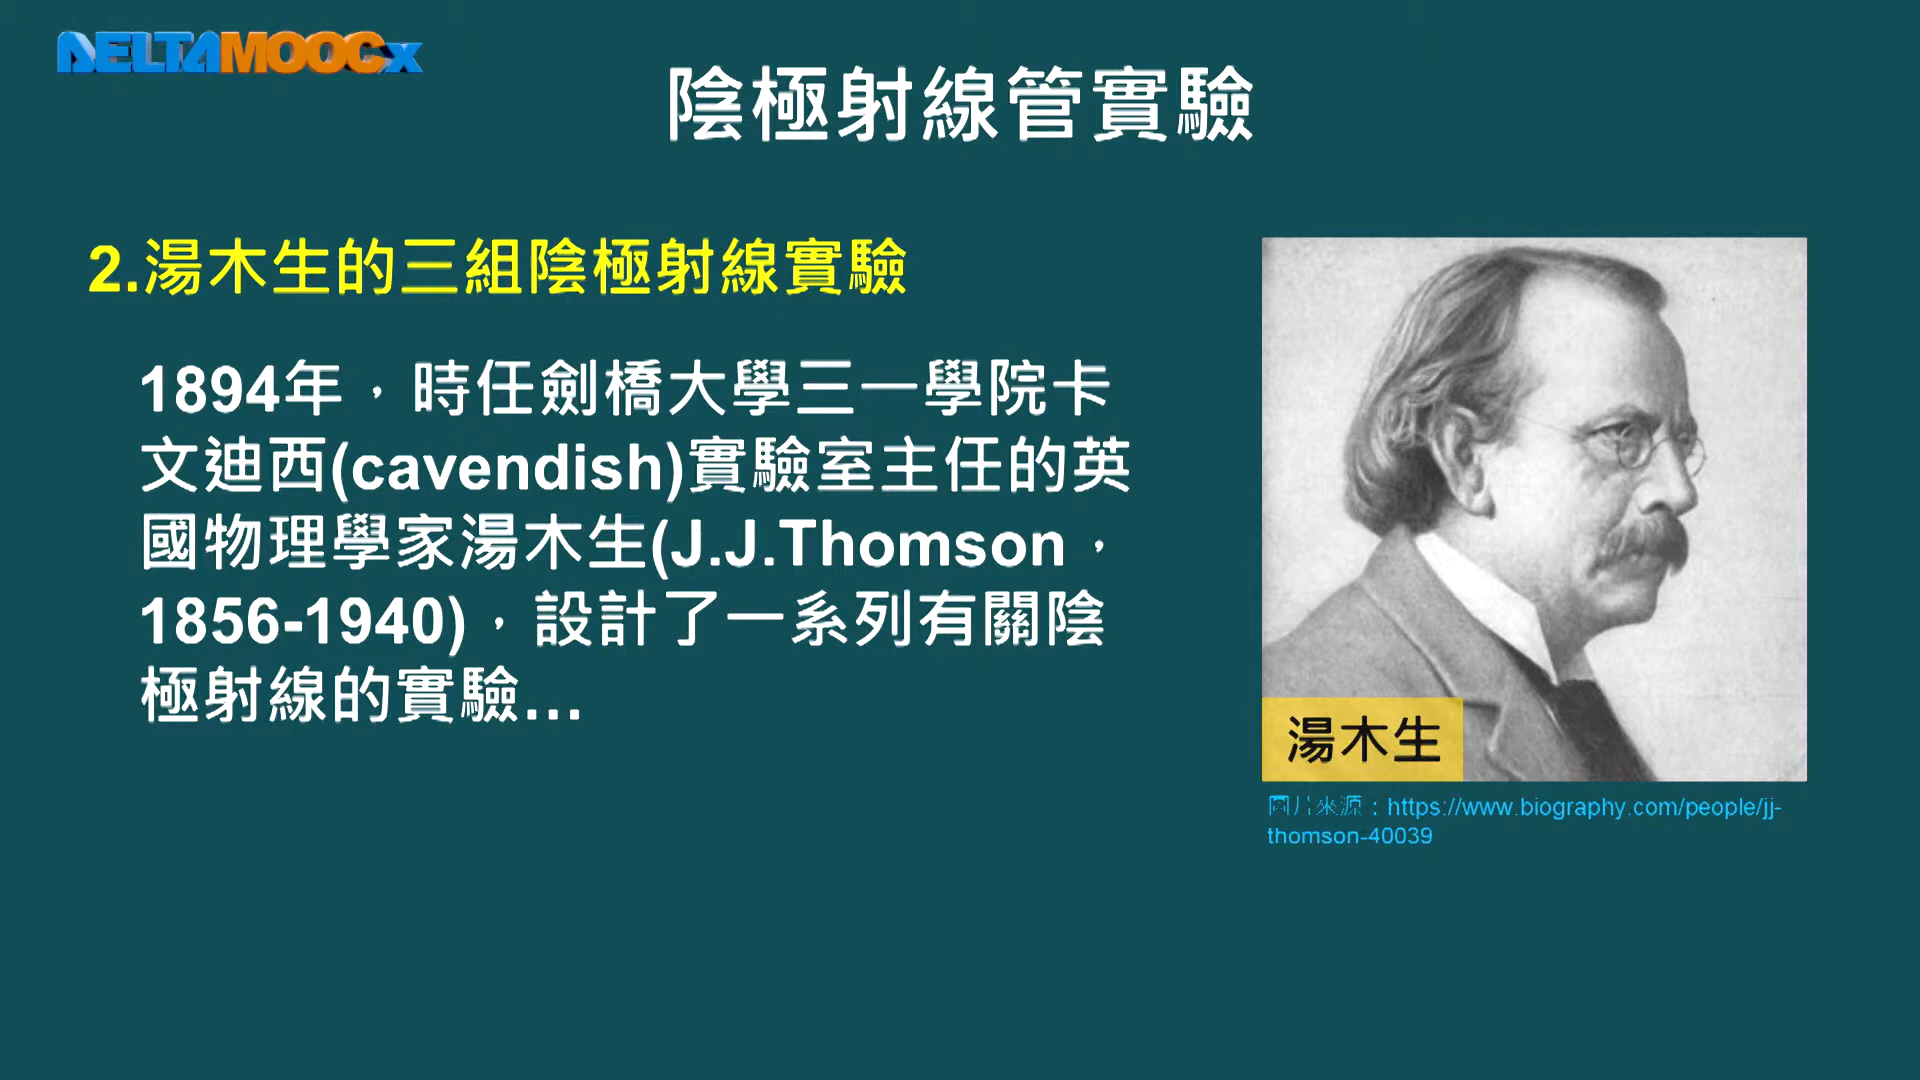 DELTAMOOCx
陰極射線管實驗
2.湯木生的三組陰極射線實驗
1894年，時任劍橋大學三一學院卡
文迪西(cavendish)實驗室主任的英
國物理學家湯木生(J.J.Thomson，
1856-1940)，設計了一系列有關陰
極射線的實驗...
湯木生
圖片來源：https://www.biography.com/people/jj-
thomson-40039